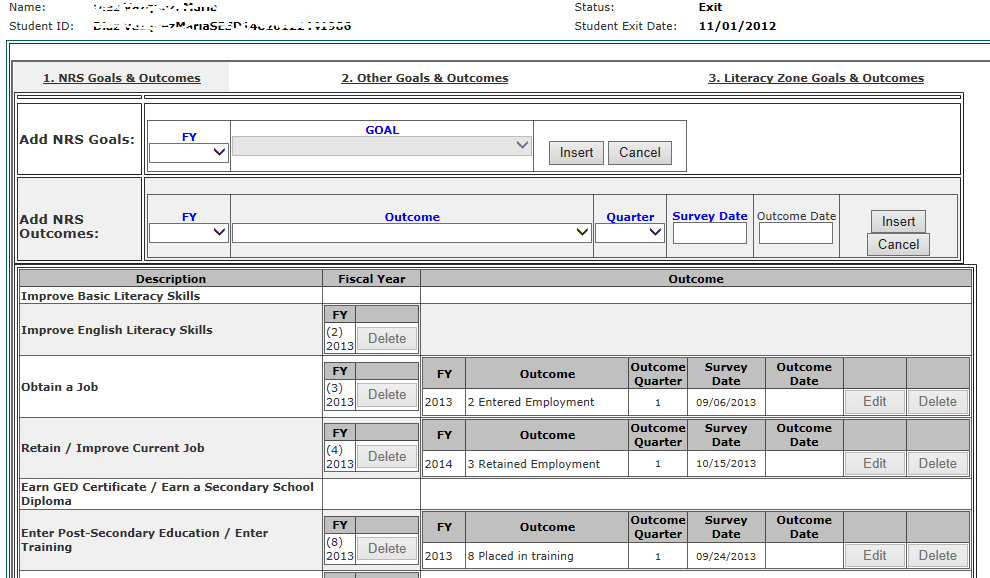 Name: Maria
Status: Exit
Student ID:
Student Exit Date: 11/01/2012
1. NRS Goals & Outcomes 2. Other Goals & Outcomes 3. Literacy Zone Goals & Outcomes
Add NRS Goals:
FY GOAL
Insert Cancel
Add NRS
Outcomes:
FY Outcome Quarter Survey Date Outcome Date
Insert
Cancel
Description Fiscal Year Outcome
Improve Basic Literacy Skills
Improve English Literacy Skills
FY
(2)
2013 Delete
Obtain a Job
FY
(3)
2013 Delete
FY Outcome Outcome Quarter Survey Date Outcome Date
2013 2 Entered Employment 1 09/06/2013 Edit Delete
Retain / Improve Current Job
FY
(4)
2013 Delete
FY Outcome Outcome Quarter Survey Date Outcome Date
2014 3 Retained Employment 1 10/15/2013 Edit Delete
Earn GED Certificate / Earn a Secondary School
Diploma
Enter Post-Secondary Education / Enter
Training
FY
(8)
2013 Delete
FY Outcome Outcome Quarter Survey Date Outcome Date
2013 8 Placed in training 1 09/24/2013 Edit Delete